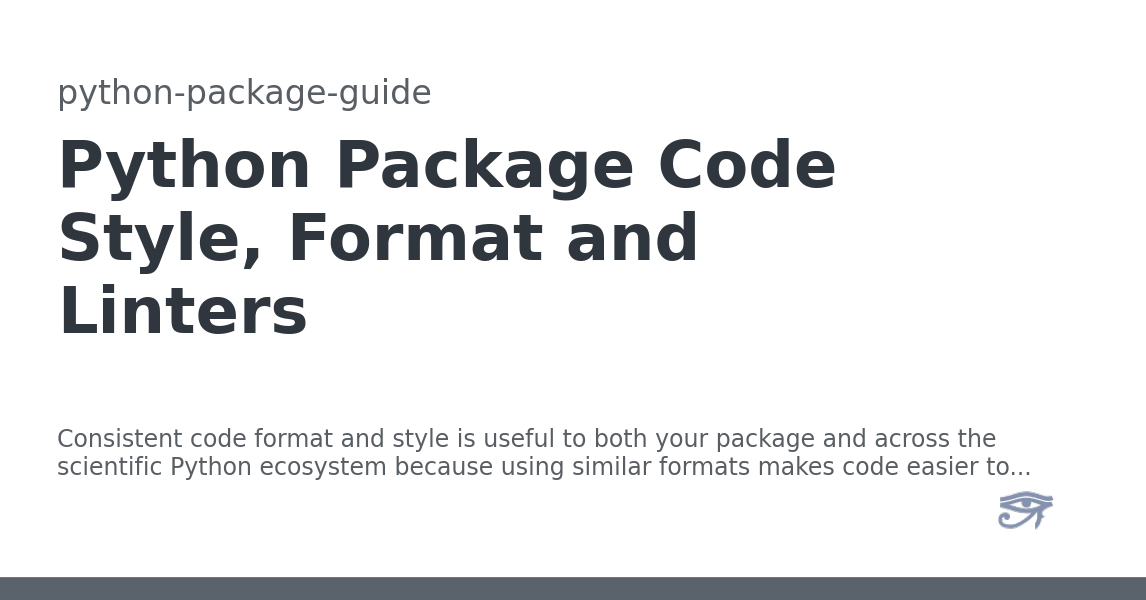 python-package-guide
Python Package Code
Style, Format and
Linters
Consistent code format and style is useful to both your package and across the
scientific Python ecosystem because using similar formats makes code easier to...